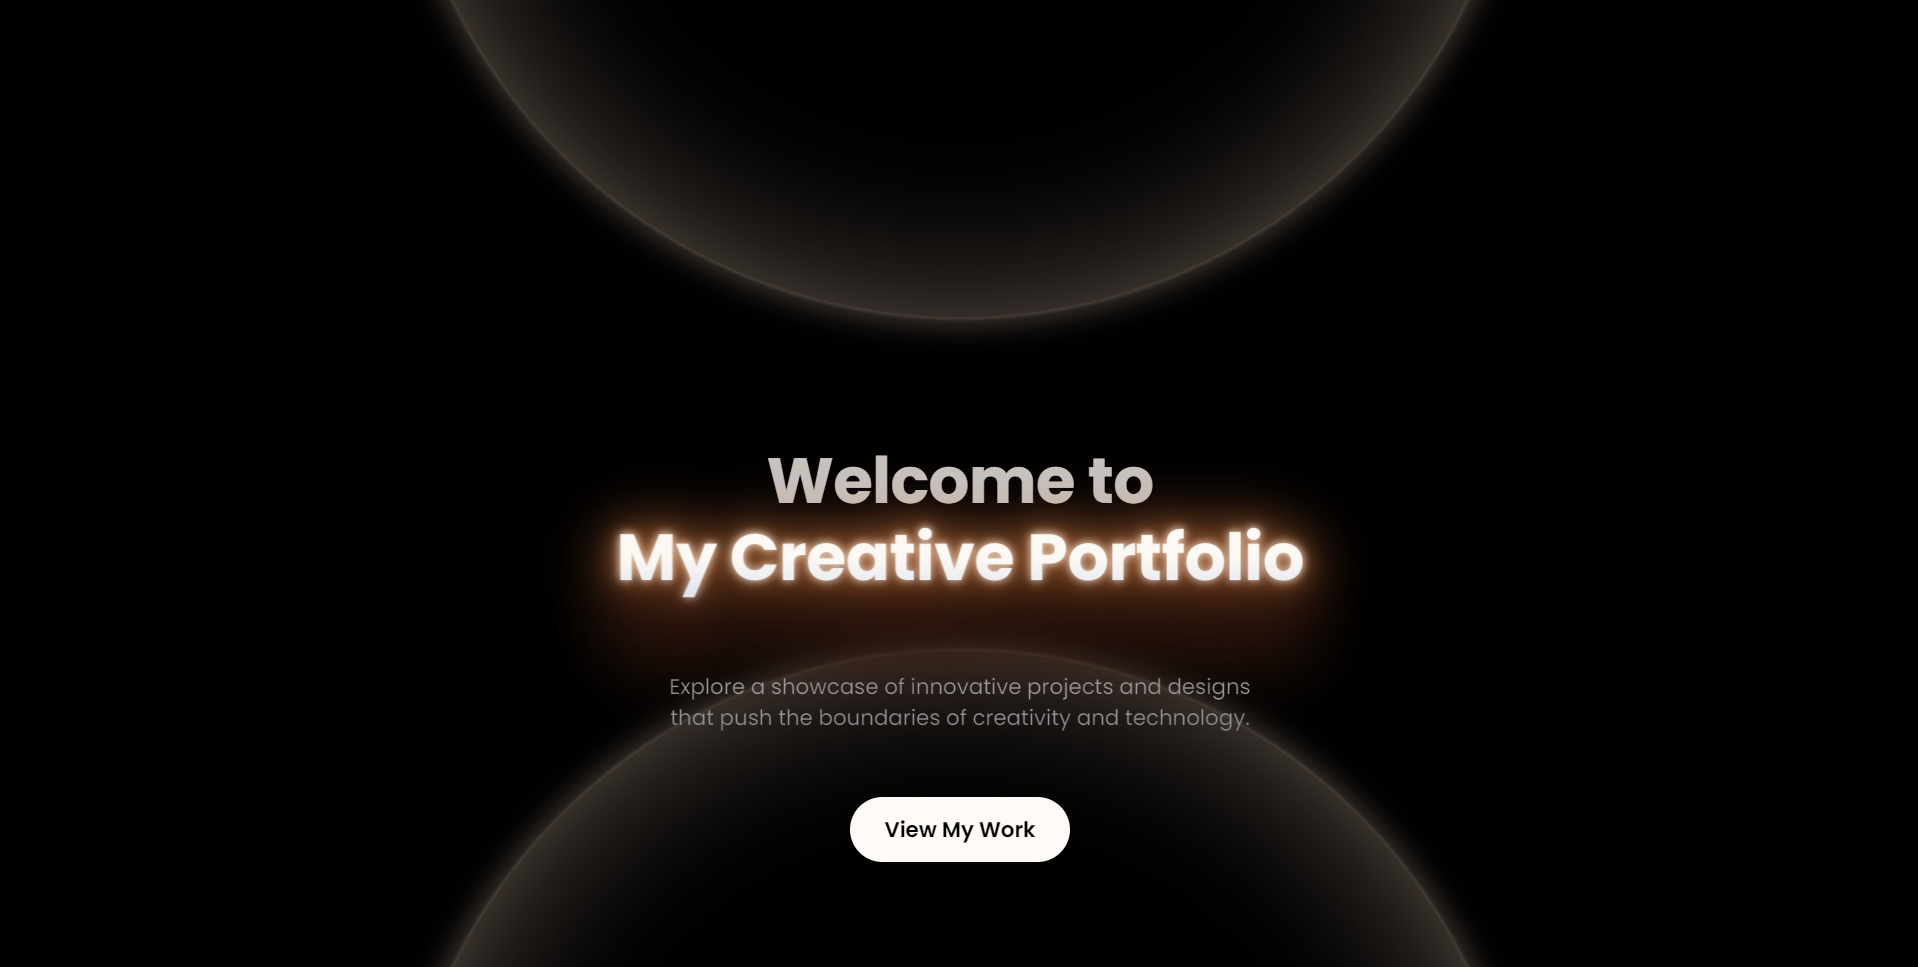 Welcome to
My Creative Portfolio
Explore a showcase of innovative projects and designs
that push the boundaries of creativity and technology.
View My Work